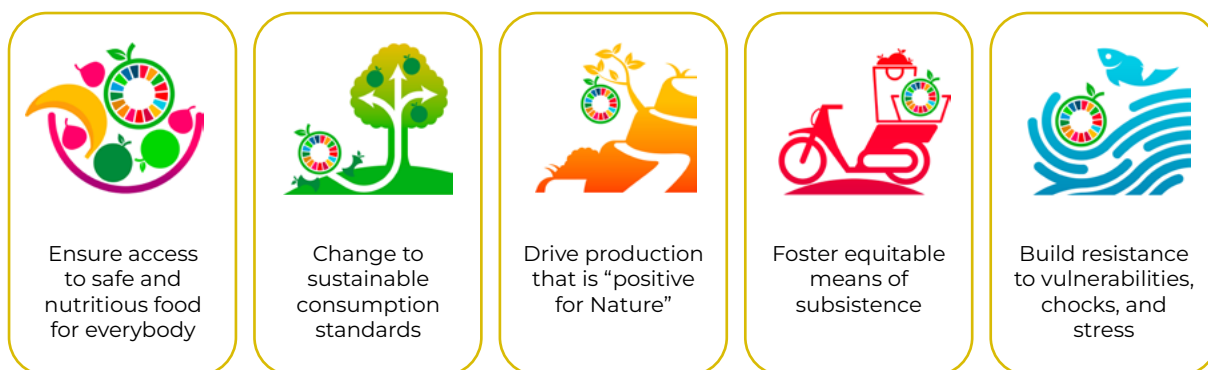 Ensure access
to safe and
nutritious food
for everybody
Change to
sustainable
consumption
standards
Drive production
that is “positive
for Nature”
Foster equitable
means of
subsistence
Build resistance
to vulnerabilities,
chocks, and
stress